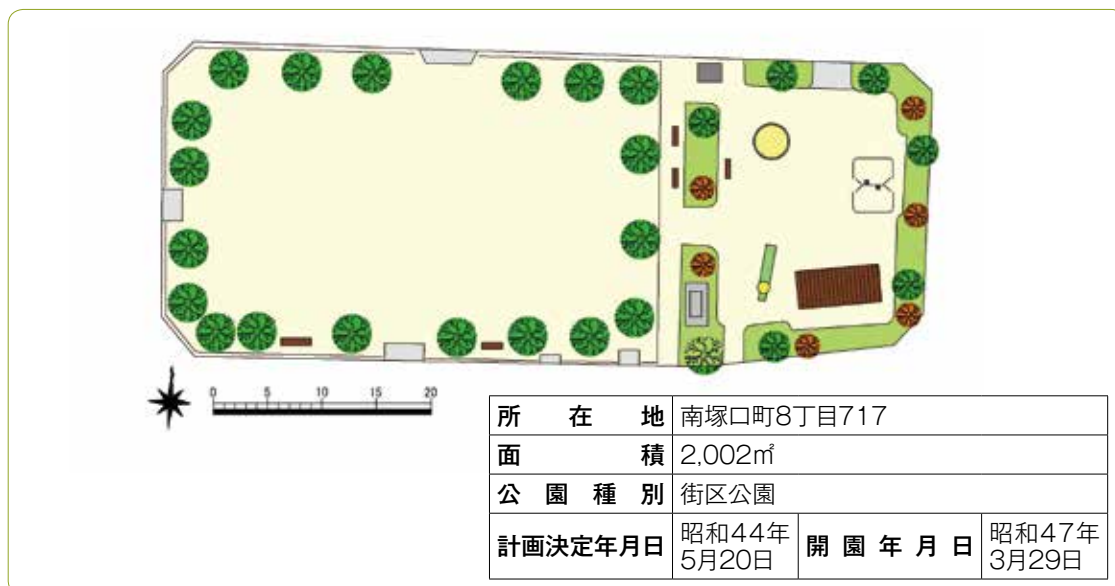 0 5 10 15 20
所在地 南塚口町8丁目717
面積 2,002㎡
公園種別 街区公園
計画決定年月日 昭和44年
5月20日 開園年月日 昭和47年
3月29日